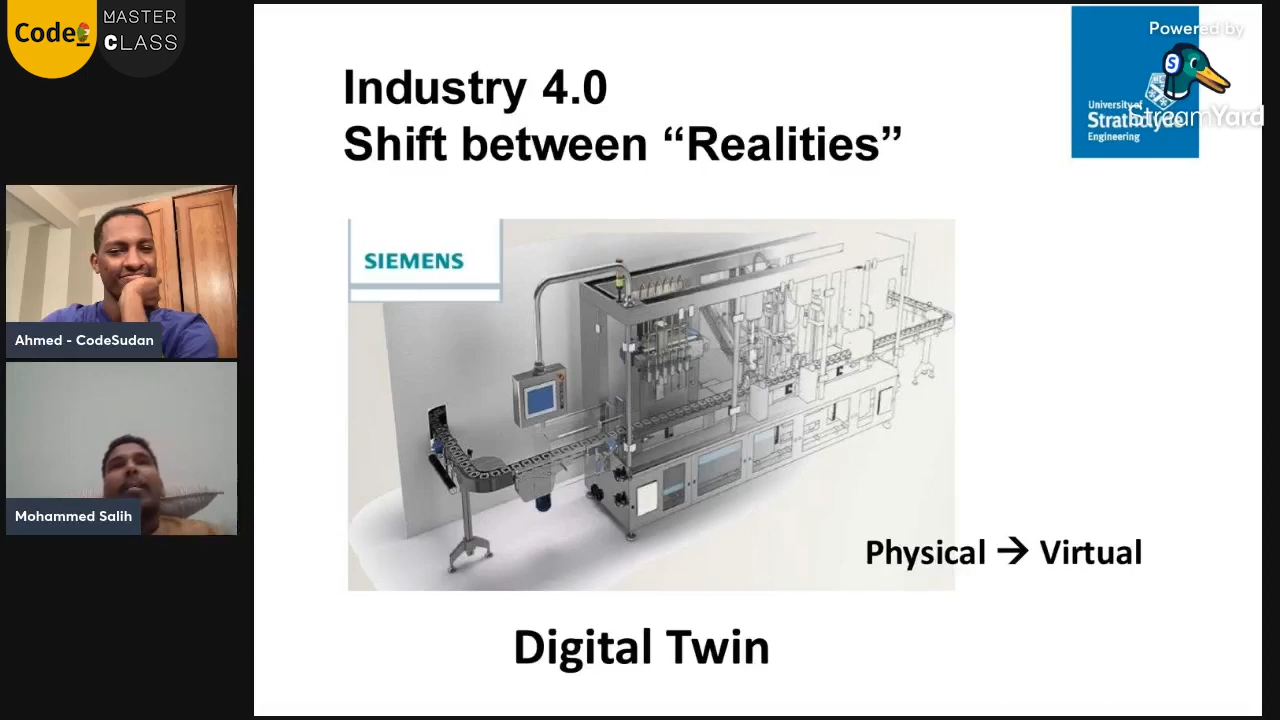 Code
MASTER
CLASS
Powered by
StreamYard
University of
Strathclyde
Engineering
Industry 4.0
Shift between “Realities”
SIEMENS
Ahmed - CodeSudan
Mohammed Salih
Physical → Virtual
Digital Twin